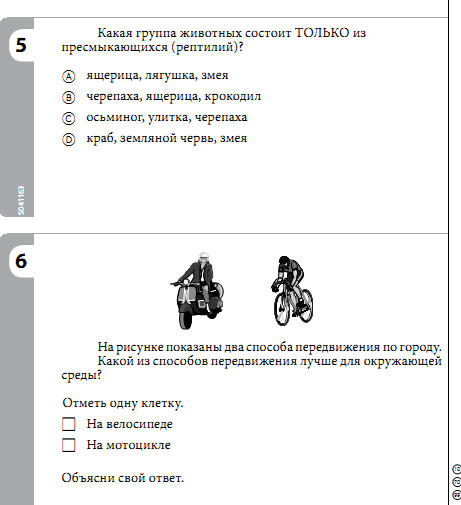 5
Какая группа животных состоит ТОЛЬКО из
пресмыкающихся (рептилий)?
A ящерица, лягушка, змея
B черепаха, ящерица, крокодил
C осьминог, улитка, черепаха
D краб, земляной червь, змея
S041163
6
На рисунке показаны два способа передвижения по городу.
Какой из способов передвижения лучше для окружающей
среды?
Отметь одну клетку.
На велосипеде
На мотоцикле
Объясни свой ответ.